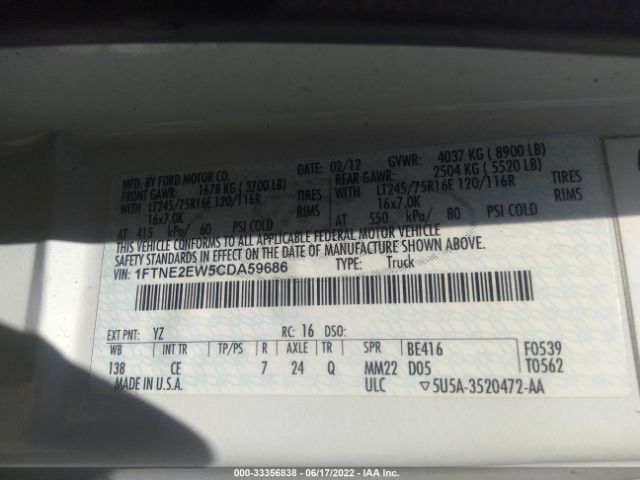 MFD. BY FORD MOTOR CO.
DATE: 02/12 GVWR: 4037 KG ( 8900 LB)
FRONT GAWR: 1678 KG ( 3700 LB)
REAR GAWR: 2504 KG ( 5520 LB)
WITH LT245/75R16E 120/116R TIRES
WITH LT245/75R16E 120/116R TIRES
16x7.0K RIMS
16x7.0K RIMS
AT 415 kPa/ 60 PSI COLD
AT 550 kPa/ 80 PSI COLD
THIS VEHICLE CONFORMS TO ALL APPLICABLE FEDERAL MOTOR VEHICLE
SAFETY STANDARDS IN EFFECT ON THE DATE OF MANUFACTURE SHOWN ABOVE.
VIN: 1FTNE2EW5CDA59686 TYPE: Truck
EXT PNT: YZ RC: 16 DSO:
WB INT TR TP/PS R AXLE TR SPR BE416 F0539
138 CE 7 24 Q MM22 D05 T0562
MADE IN U.S.A. ULC ▽5U5A-3520472-AA
000-33356838 - 06/17/2022 - IAA Inc.